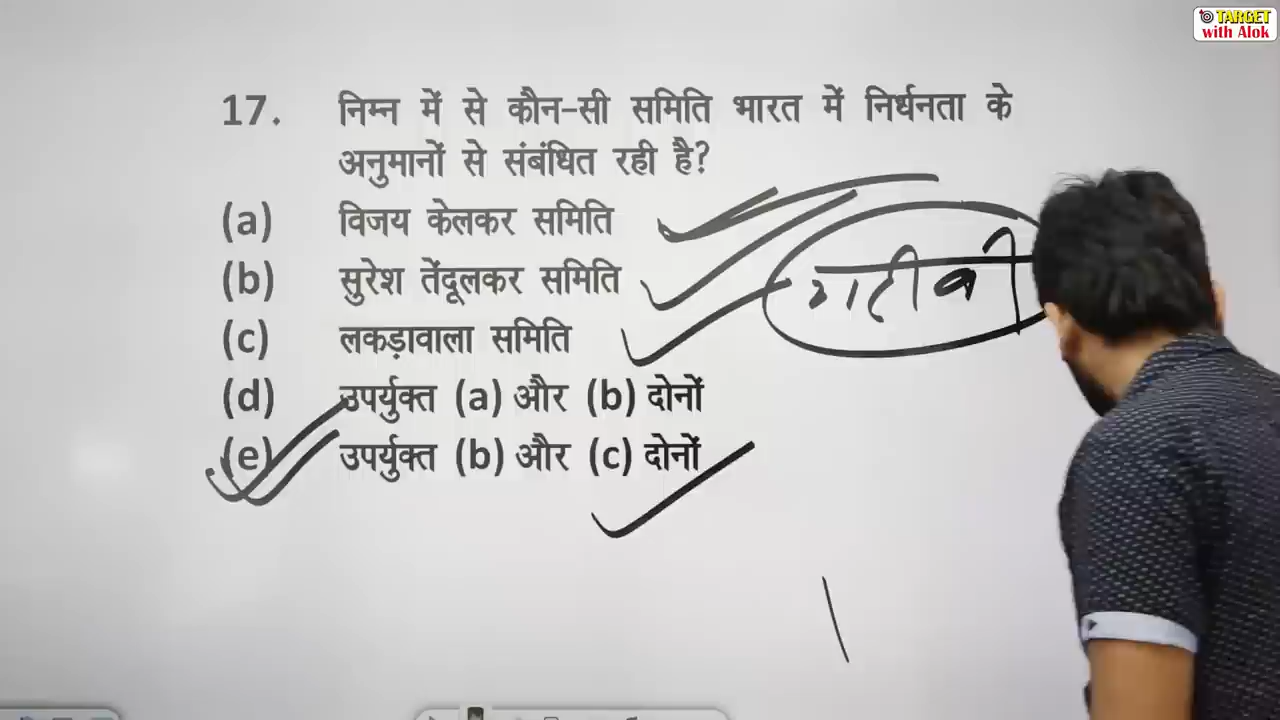 TARGET
with Alok
17. निम्न में से कौन-सी समिति भारत में निर्धनता के
अनुमानों से संबंधित रही है?
(a) विजय केलकर समिति
(b) सुरेश तेंदूलकर समिति
गरीबी
(c) लकड़ावाला समिति
(d) उपर्युक्त (a) और (b) दोनों
(e) उपर्युक्त (b) और (c) दोनों